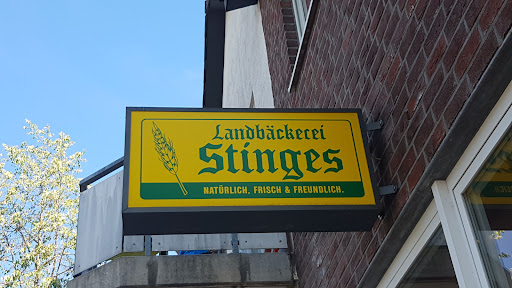 Landbäckerei
Stinges
NATÜRLICH, FRISCH & FREUNDLICH.